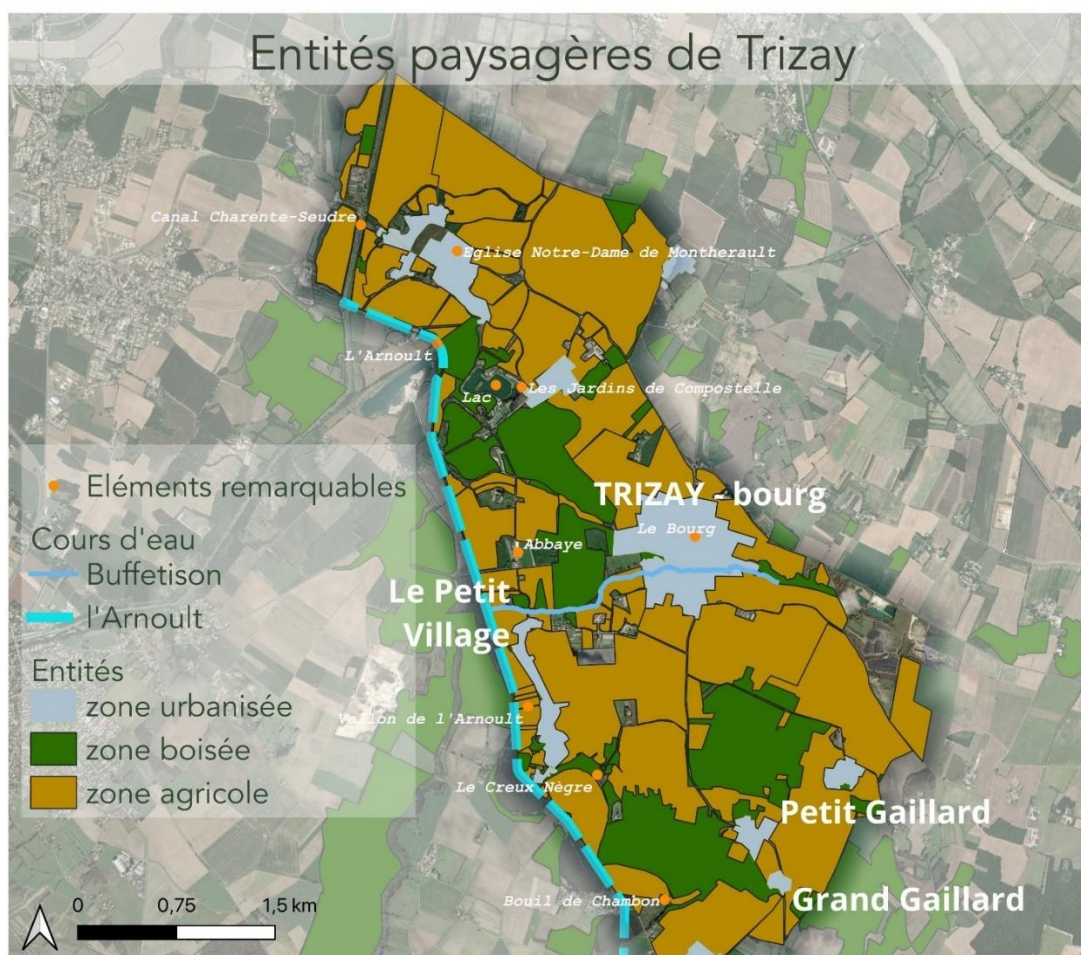 Entités paysagères de Trizay
Canal Charente-Seudre
Eglise Notre-Dame de Montherault
L'Arnoult
Lac
Les Jardins de Compostelle
TRIZAY - bourg
Le Bourg
Abbaye
Le Petit
Village
Vallon de l'Arnoult
Le Creux Nègre
Petit Gaillard
Grand Gaillard
Bouil de Chambon
Eléments remarquables
Cours d'eau
Buffetison
l'Arnoult
Entités
zone urbanisée
zone boisée
zone agricole
0 0,75 1,5 km